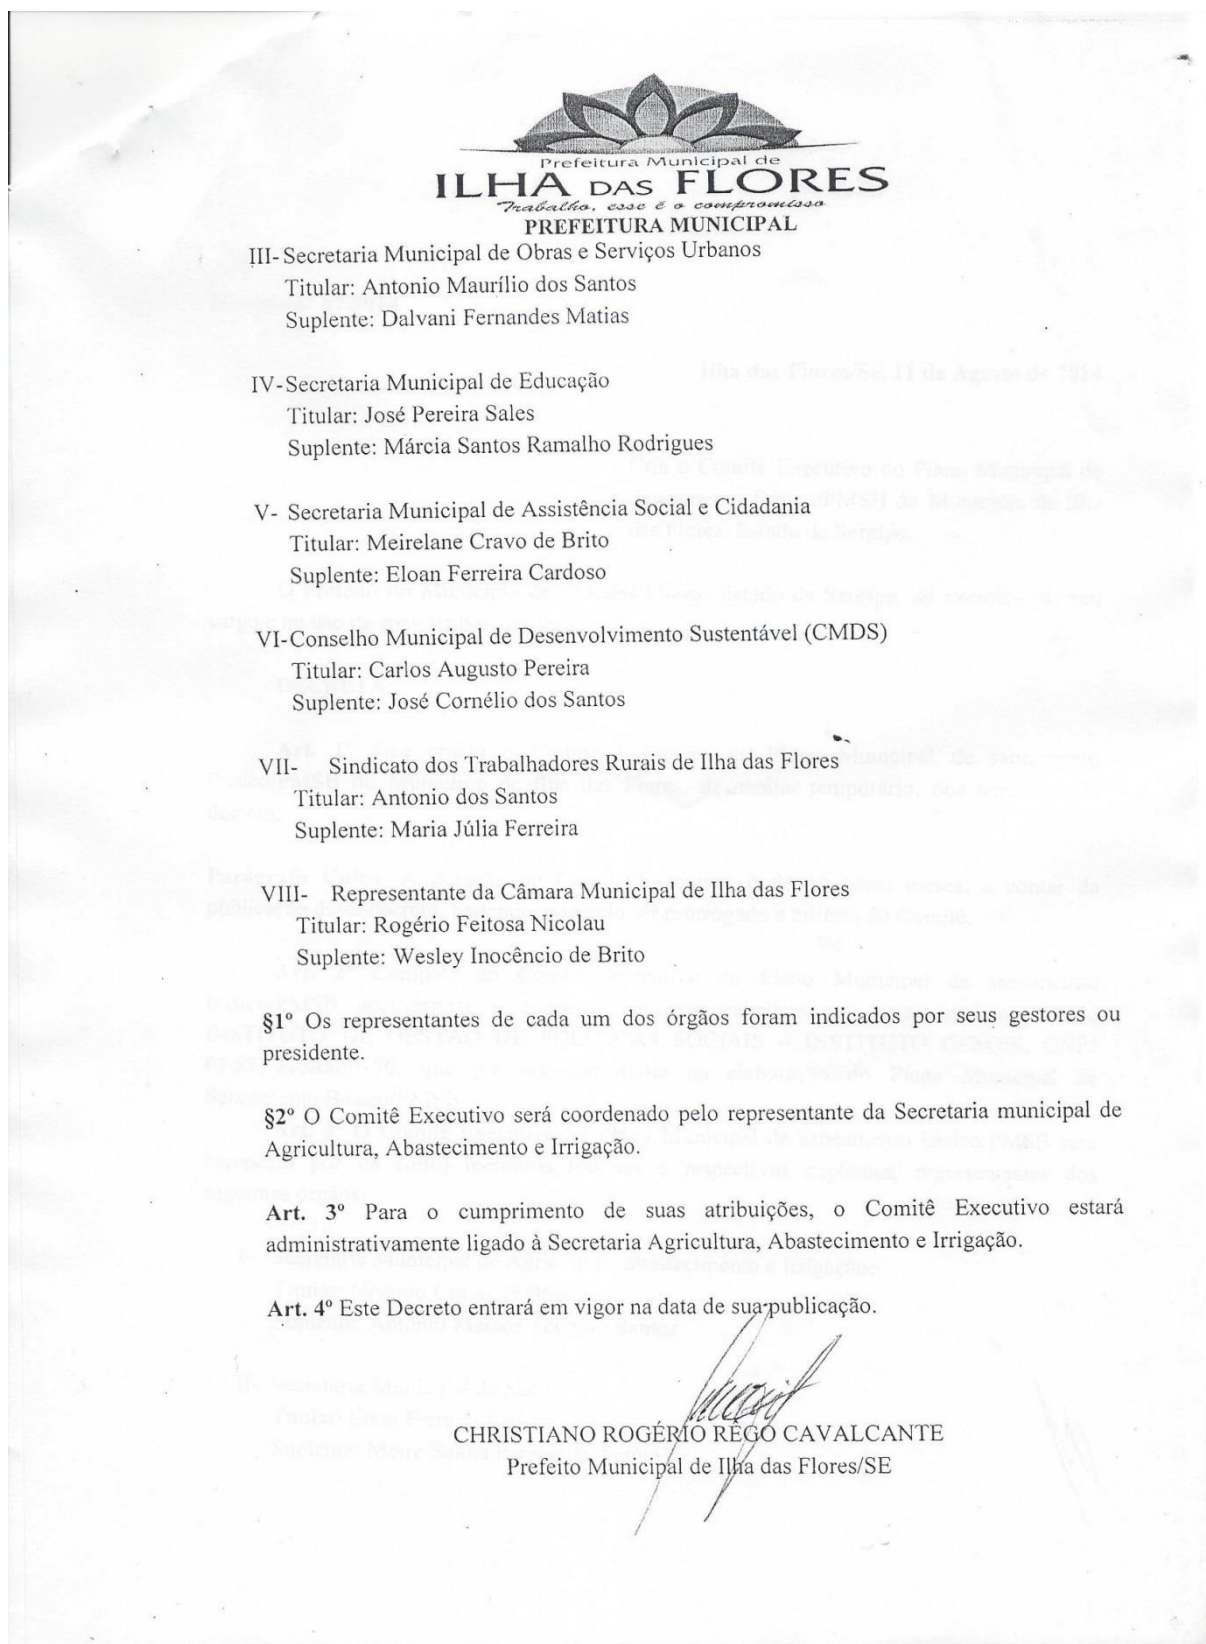 Prefeitura Municipal de
ILHA DAS FLORES
Trabalho, esse é o compromisso
PREFEITURA MUNICIPAL
III- Secretaria Municipal de Obras e Serviços Urbanos
Titular: Antonio Maurílio dos Santos
Suplente: Dalvani Fernandes Matias
Ilha das Flores/Se, 11 de Agosto de 2014
IV- Secretaria Municipal de Educação
Titular: José Pereira Sales
Suplente: Márcia Santos Ramalho Rodrigues
V- Secretaria Municipal de Assistência Social e Cidadania
Titular: Meirelane Cravo de Brito
Suplente: Eloan Ferreira Cardoso
VI-Conselho Municipal de Desenvolvimento Sustentável (CMDS)
Titular: Carlos Augusto Pereira
Suplente: José Cornélio dos Santos
VII- Sindicato dos Trabalhadores Rurais de Ilha das Flores
Titular: Antonio dos Santos
Suplente: Maria Júlia Ferreira
VIII- Representante da Câmara Municipal de Ilha das Flores
Titular: Rogério Feitosa Nicolau
Suplente: Wesley Inocêncio de Brito
§1º Os representantes de cada um dos órgãos foram indicados por seus gestores ou
presidente.
§2º O Comitê Executivo será coordenado pelo representante da Secretaria municipal de
Agricultura, Abastecimento e Irrigação.
Art. 3º Para o cumprimento de suas atribuições, o Comitê Executivo estará
administrativamente ligado à Secretaria Agricultura, Abastecimento e Irrigação.
Art. 4º Este Decreto entrará em vigor na data de sua publicação.
CHRISTIANO ROGÉRIO RÊGO CAVALCANTE
Prefeito Municipal de Ilha das Flores/SE